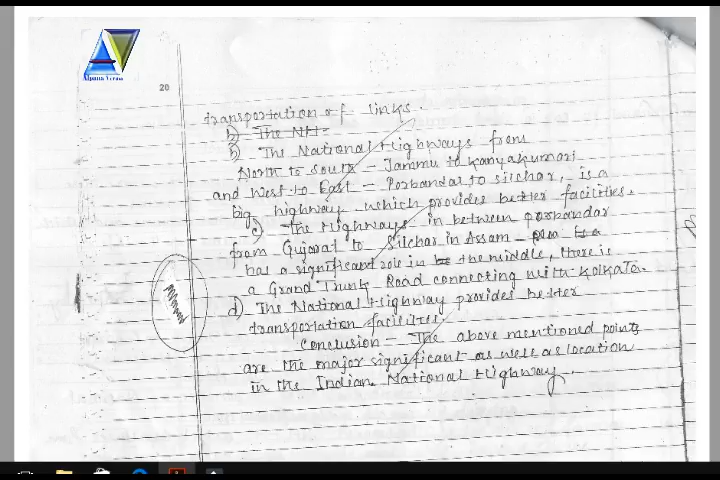 Alpana Verma
20
transportation of links.
b) The NH-
b) The National Highways from
North to South - Jammu to Kanyakumari
and West to East - Porbandar to Silchar, is a
big highway which provides better facilities.
c) The Highways in between porbandar
from Gujarat to Silchar in Assam
has a significant role in the middle, there is
a Grand Trunk Road connecting with Kolkata.
d) The National Highway provides better
transportation facilities.
Conclusion - The above mentioned points
are the major significant as well as location
in the Indian National Highway.